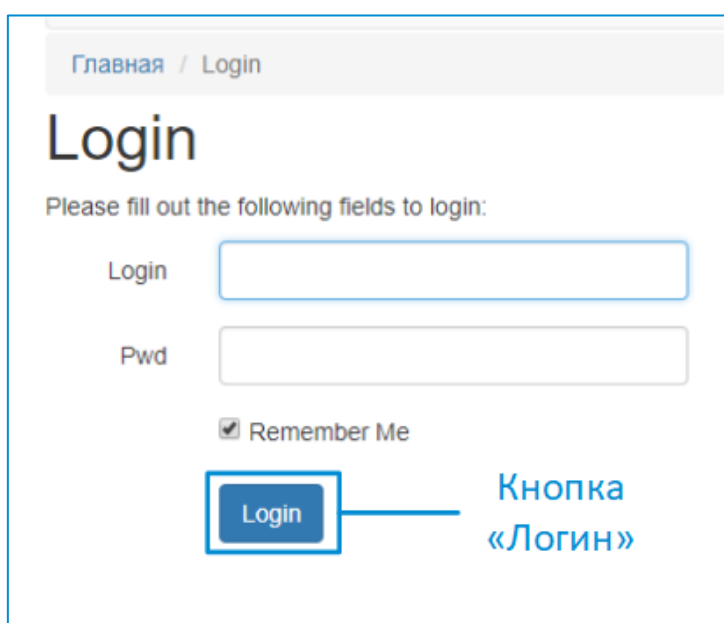 Главная / Login
Login
Please fill out the following fields to login:
Login
Pwd
Remember Me
Login
Кнопка
«Логин»